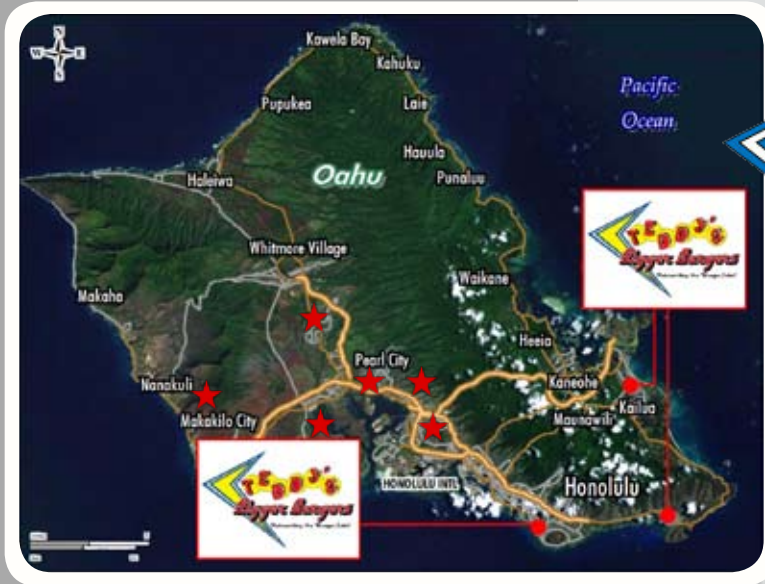 N
W E
S
Kawela Bay
Kahuku
Pupukea
Laie
Pacific
Ocean
Hauula
Haleiwa
Oahu
Punaluu
TEDDY'S
Bigger Burgers
Whitmore Village
Waikane
Makaha
Heeia
Pearl City
Nanakuli
Kaneohe
Kailua
Makakilo City
Maunawili
TEDDY'S
Bigger Burgers
HONOLULU INTL
Honolulu